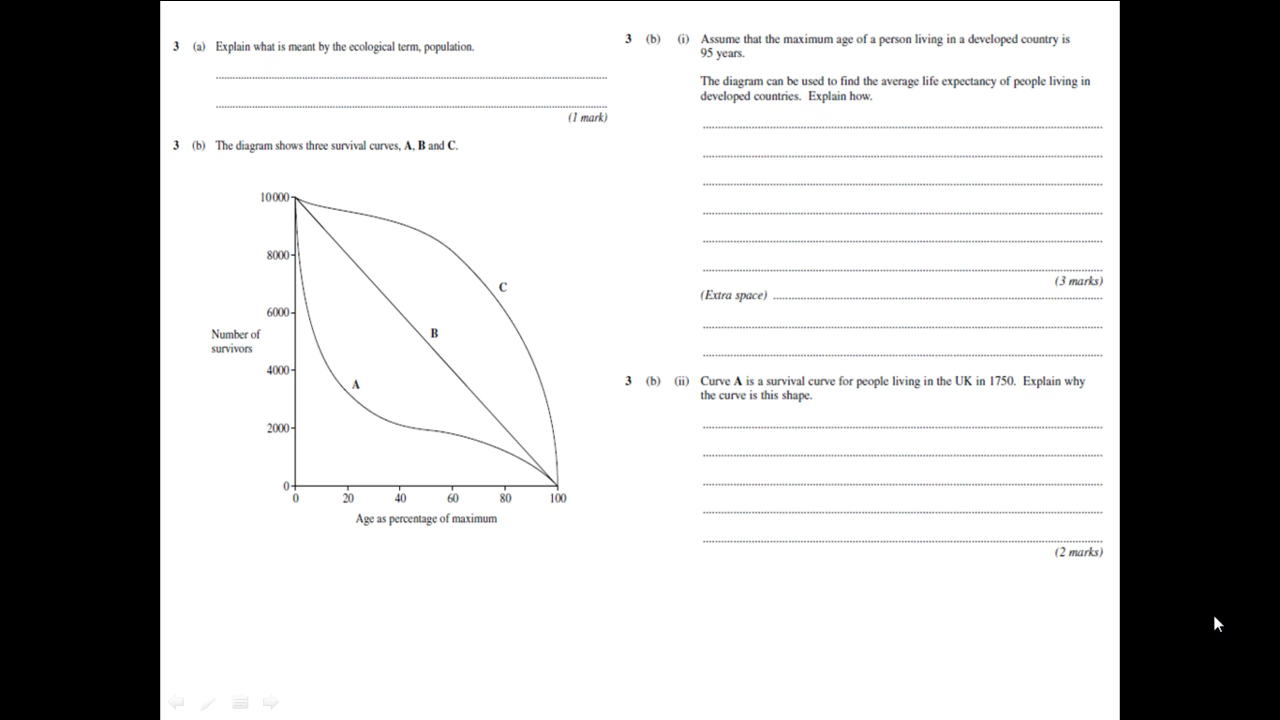 3 (a) Explain what is meant by the ecological term, population.
(1 mark)
3 (b) The diagram shows three survival curves, A, B and C.
10 000
8000
6000
Number of
survivors
4000
2000
0
0 20 40 60 80 100
Age as percentage of maximum
A
B
C
3 (b) (i) Assume that the maximum age of a person living in a developed country is
95 years.
The diagram can be used to find the average life expectancy of people living in
developed countries. Explain how.
(3 marks)
(Extra space)
3 (b) (ii) Curve A is a survival curve for people living in the UK in 1750. Explain why
the curve is this shape.
(2 marks)